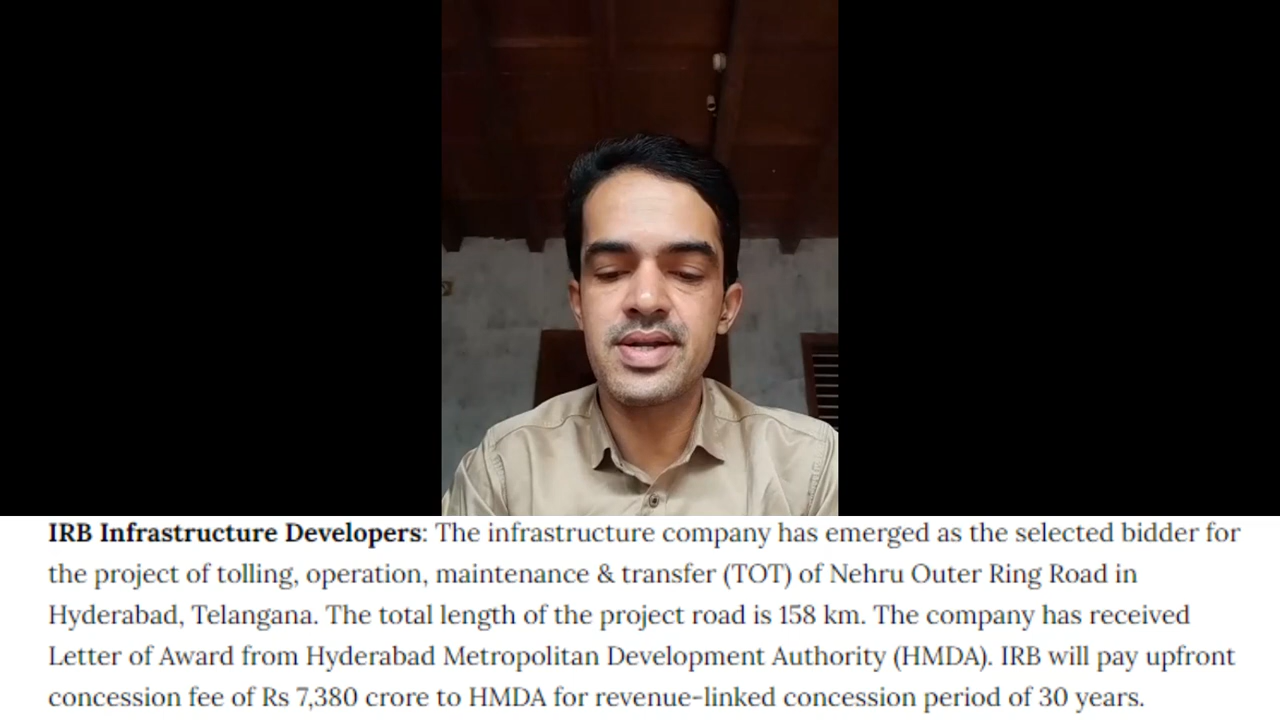 IRB Infrastructure Developers: The infrastructure company has emerged as the selected bidder for
the project of tolling, operation, maintenance & transfer (TOT) of Nehru Outer Ring Road in
Hyderabad, Telangana. The total length of the project road is 158 km. The company has received
Letter of Award from Hyderabad Metropolitan Development Authority (HMDA). IRB will pay upfront
concession fee of Rs 7,380 crore to HMDA for revenue-linked concession period of 30 years.